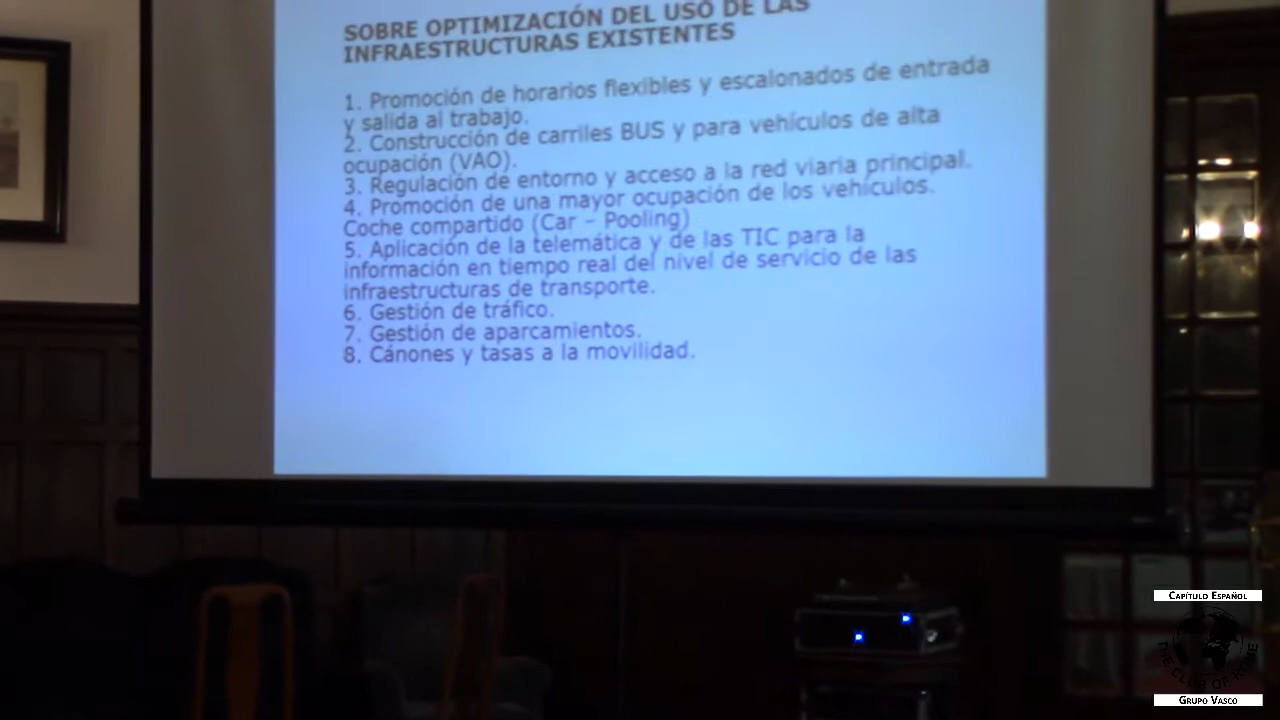 SOBRE OPTIMIZACIÓN DEL USO DE LAS
INFRAESTRUCTURAS EXISTENTES
1. Promoción de horarios flexibles y escalonados de entrada
y salida al trabajo.
2. Construcción de carriles BUS y para vehículos de alta
ocupación (VAO).
3. Regulación de entorno y acceso a la red viaria principal.
4. Promoción de una mayor ocupación de los vehículos.
Coche compartido (Car – Pooling)
5. Aplicación de la telemática y de las TIC para la
información en tiempo real del nivel de servicio de las
infraestructuras de transporte.
6. Gestión de tráfico.
7. Gestión de aparcamientos.
8. Cánones y tasas a la movilidad.
Capítulo Español
THE CLUB OF ROME
Grupo Vasco